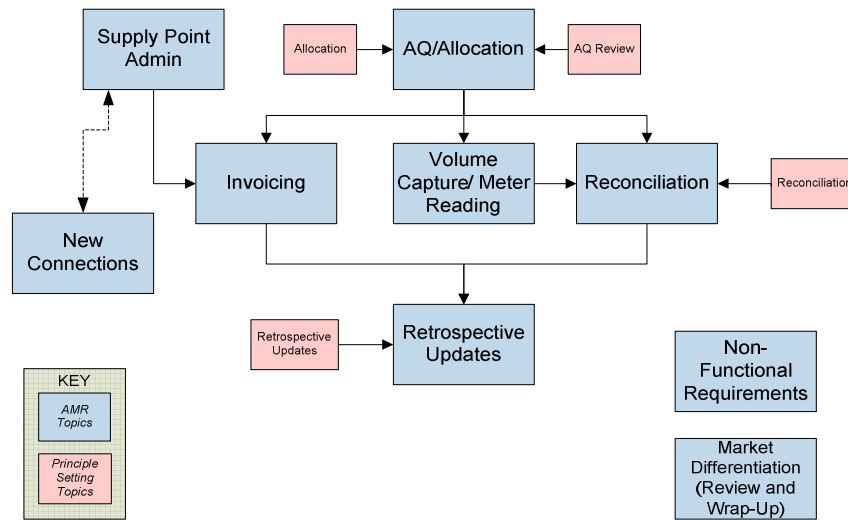 Supply Point
Admin
Allocation
AQ/Allocation
AQ Review
Invoicing
Volume
Capture/ Meter
Reading
Reconciliation
Reconciliation
New
Connections
Retrospective
Updates
Retrospective
Updates
Non-
Functional
Requirements
KEY
AMR
Topics
Principle
Setting
Topics
Market
Differentiation
(Review and
Wrap-Up)